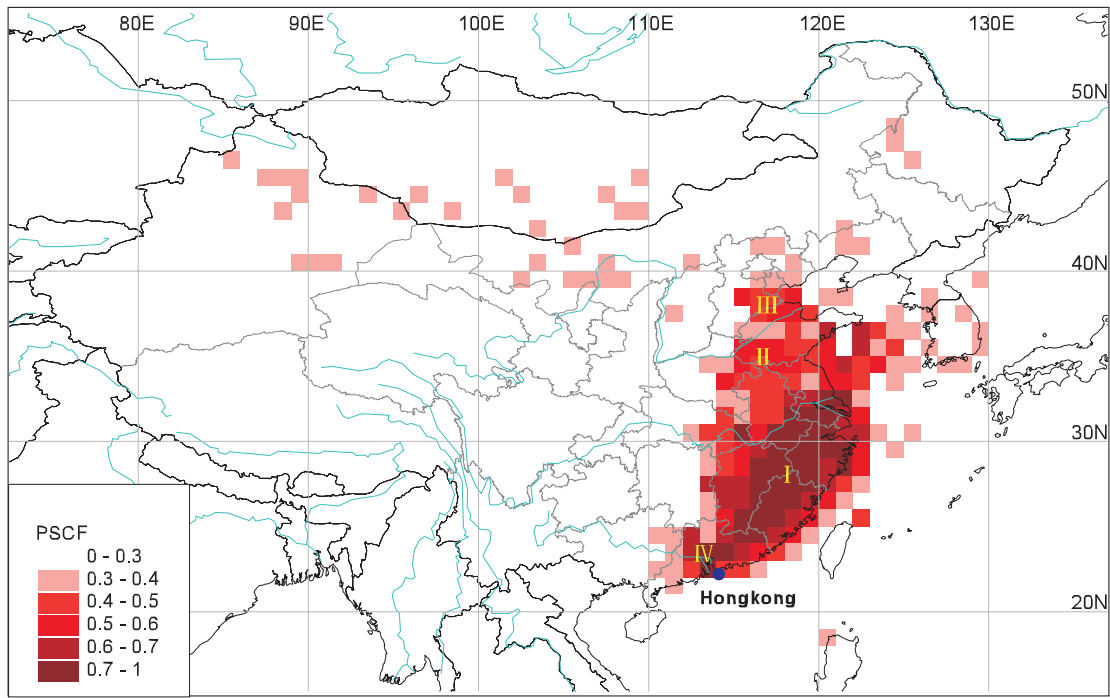 80E 90E 100E 110E 120E 130E
50N
40N
III
II
30N
I
PSCF
0 - 0.3
0.3 - 0.4
0.4 - 0.5
0.5 - 0.6
0.6 - 0.7
0.7 - 1
IV
Hongkong
20N